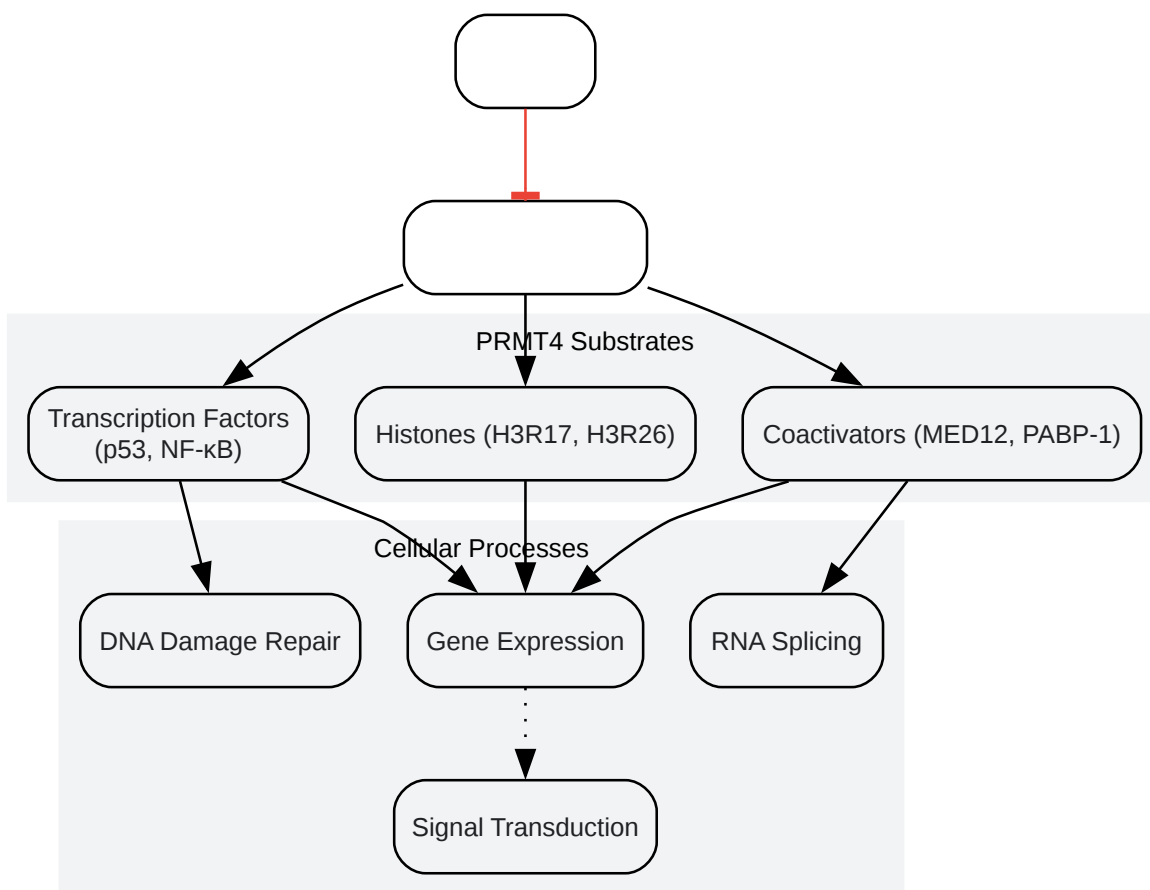 PRMT4 Substrates
Transcription Factors
(p53, NF-κB)
Histones (H3R17, H3R26)
Coactivators (MED12, PABP-1)
Cellular Processes
DNA Damage Repair
Gene Expression
RNA Splicing
Signal Transduction